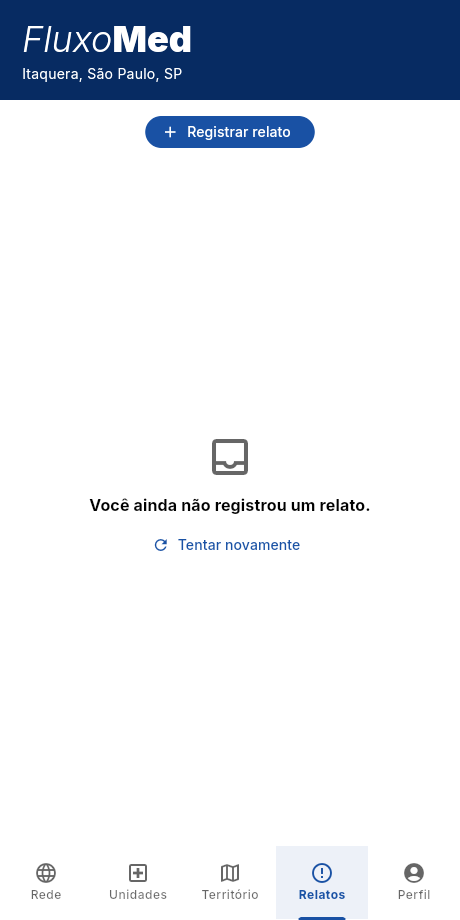 FluxoMed
Itaquera, São Paulo, SP
Registrar relato
Você ainda não registrou um relato.
Tentar novamente
Rede
Unidades
Território
Relatos
Perfil